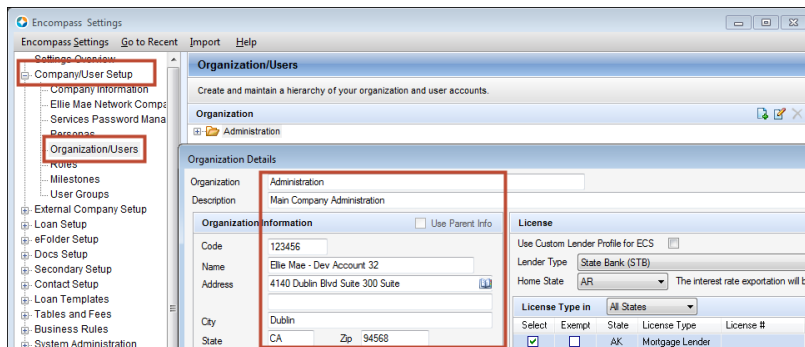 Encompass Settings
Encompass Settings Go to Recent Import Help
Settings Overview
Company/User Setup
Company Information
Ellie Mae Network Compa
Services Password Mana
Personas
Organization/Users
Roles
Milestones
User Groups
External Company Setup
Loan Setup
eFolder Setup
Docs Setup
Secondary Setup
Contact Setup
Loan Templates
Tables and Fees
Business Rules
System Administration
Organization/Users
Create and maintain a hierarchy of your organization and user accounts.
Organization
Administration
Organization Details
Organization Administration
Description Main Company Administration
Organization Information Use Parent Info
Code 123456
Name Ellie Mae - Dev Account 32
Address 4140 Dublin Blvd Suite 300 Suite
City Dublin
State CA Zip 94568
License
Use Custom Lender Profile for ECS
Lender Type State Bank (STB)
Home State AR The interest rate exportation will b
License Type in All States
Select Exempt State License Type License #
AK Mortgage Lender